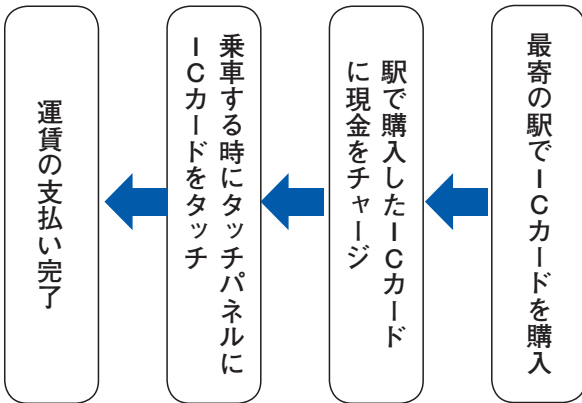 最寄の駅でICカードを購入
駅で購入したICカード
に現金をチャージ
乗車する時にタッチパネルに
ICカードをタッチ
運賃の支払い完了